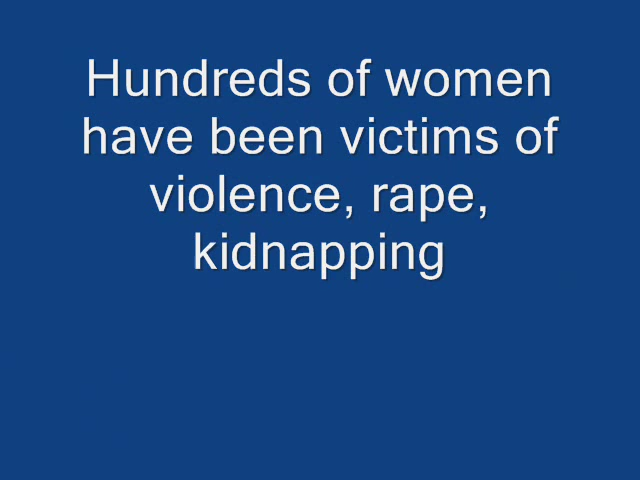 Hundreds of women
have been victims of
violence, rape,
kidnapping